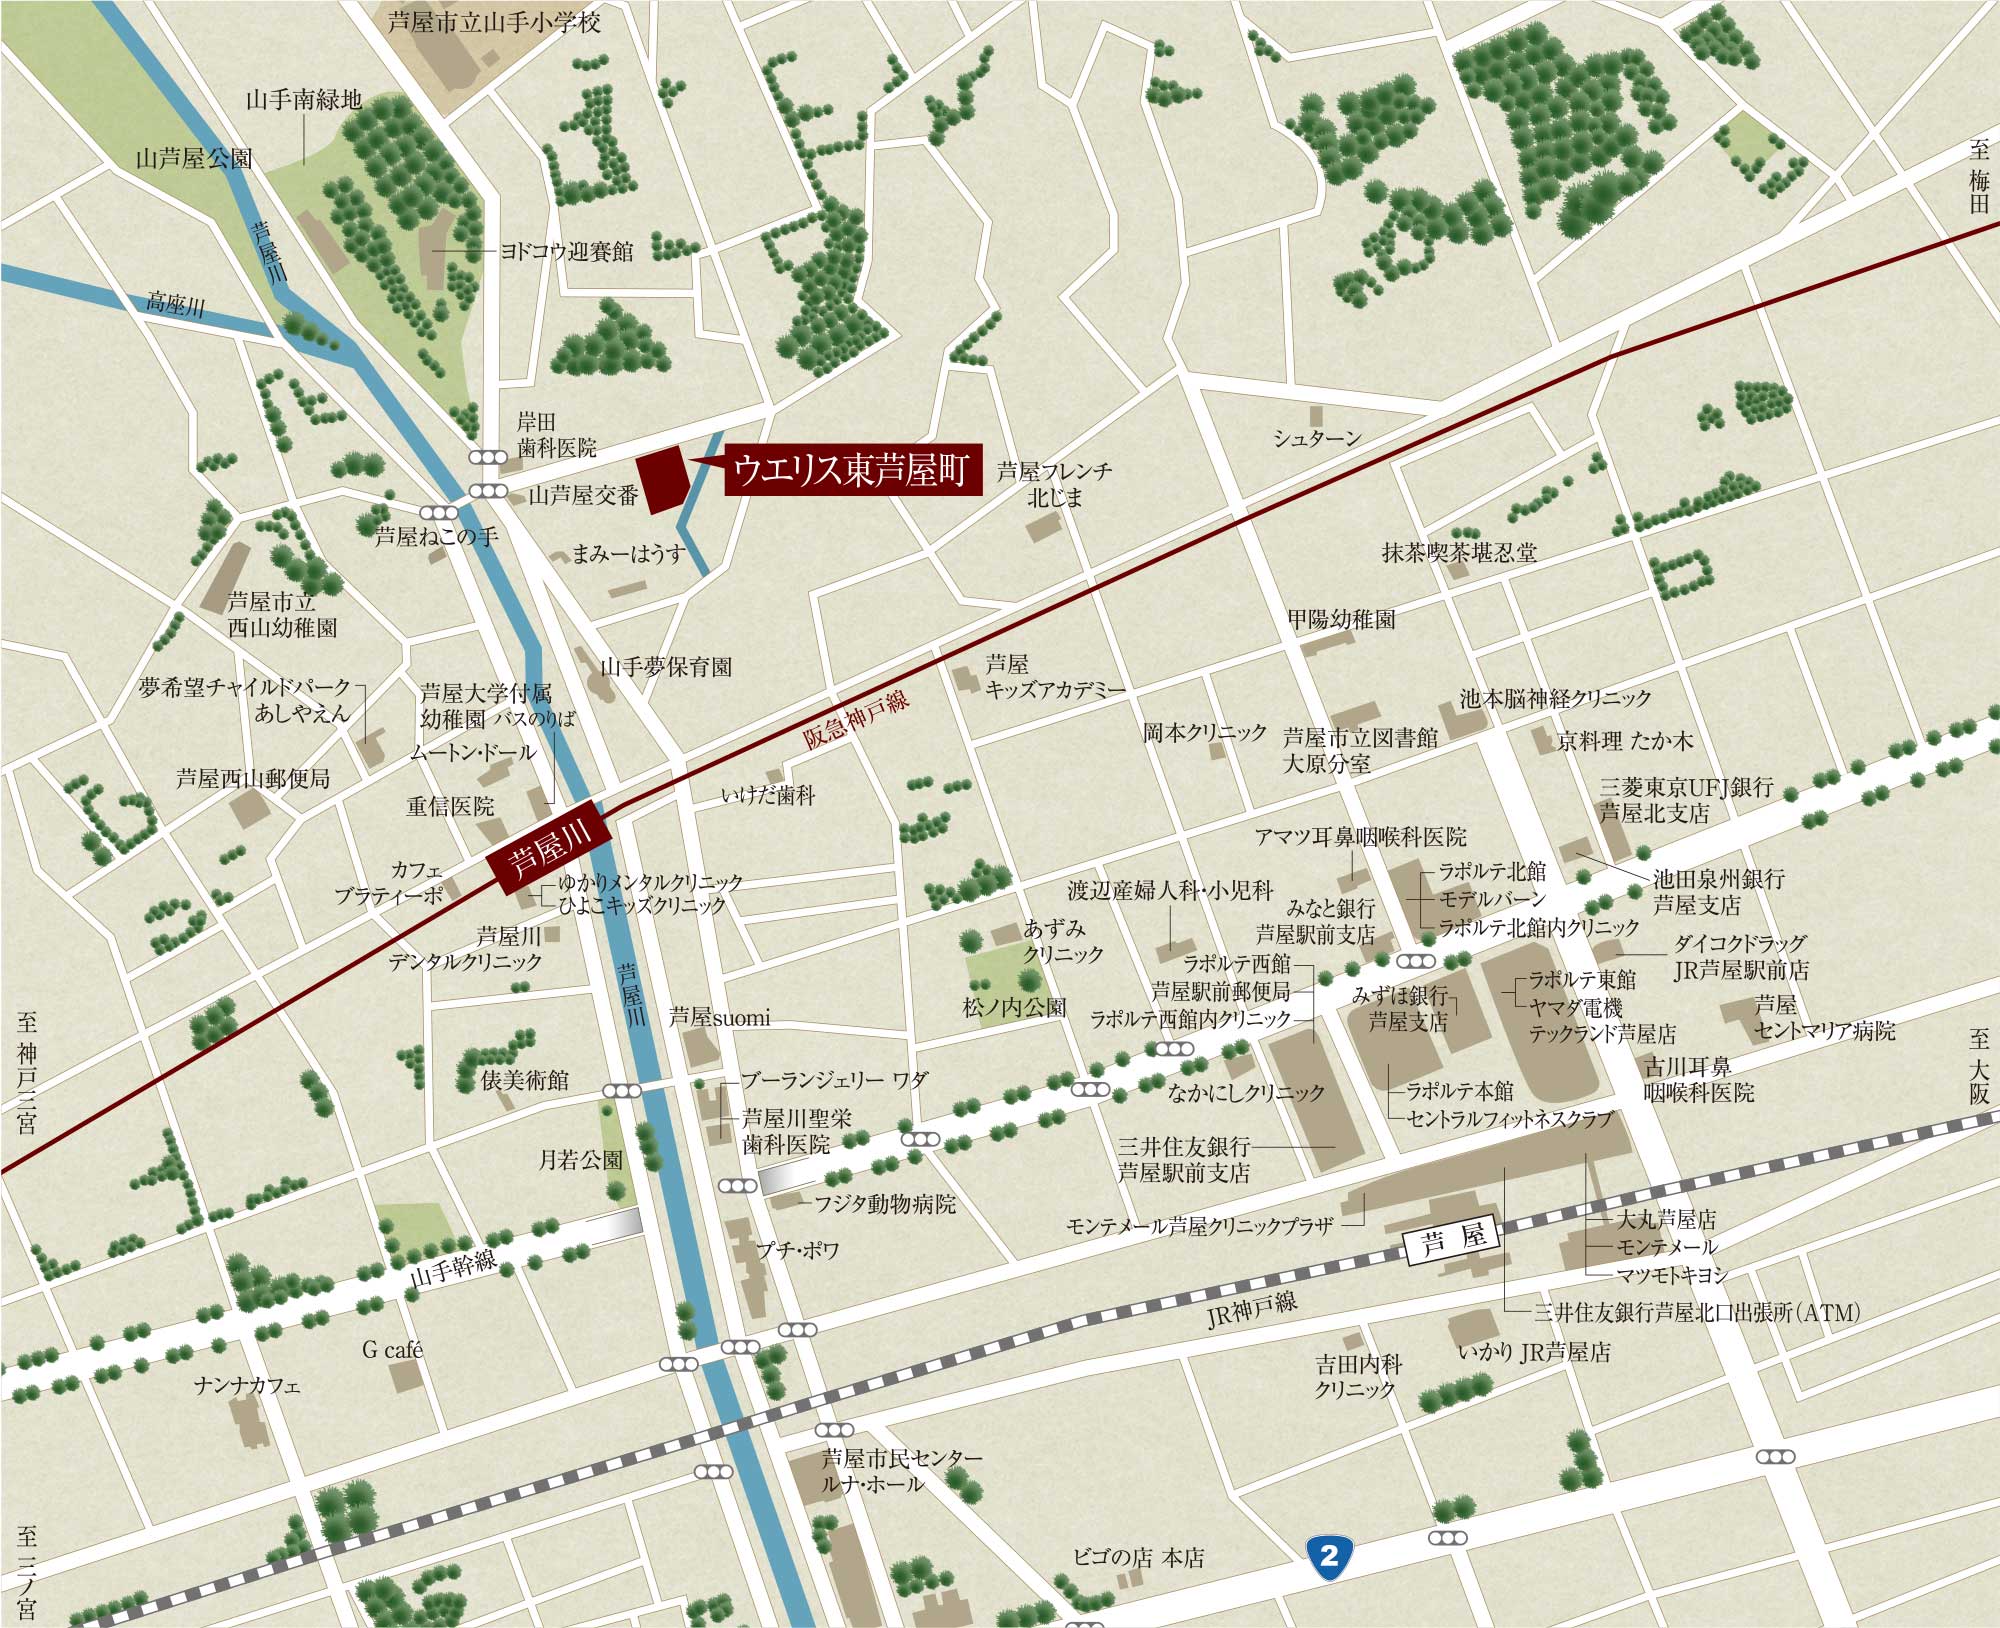 芦屋市立山手小学校
山手南緑地
山芦屋公園
芦屋川
高座川
ヨドコウ迎賓館
至 梅田
岸田
歯科医院
山芦屋交番
ウエリス東芦屋町
芦屋フレンチ
北じま
シュターン
芦屋ねこの手
まみーはうす
抹茶喫茶堪忍堂
芦屋市立
西山幼稚園
甲陽幼稚園
山手夢保育園
芦屋
キッズアカデミー
夢希望チャイルドパーク
あしやえん
芦屋大学付属
幼稚園 バスのりば
ムートン・ドール
阪急神戸線
池本脳神経クリニック
岡本クリニック
芦屋市立図書館
大原分室
京料理 たか木
芦屋西山郵便局
重信医院
いけだ歯科
三菱東京UFJ銀行
芦屋北支店
芦屋川
アマツ耳鼻咽喉科医院
カフェ
ブラティーポ
ゆかりメンタルクリニック
ひよこキッズクリニック
渡辺産婦人科・小児科
ラポルテ北館
モデルバーン
ラポルテ北館内クリニック
池田泉州銀行
芦屋支店
みなと銀行
芦屋駅前支店
芦屋川
デンタルクリニック
あずみ
クリニック
ダイコクドラッグ
JR芦屋駅前店
芦屋川
ラポルテ西館
芦屋駅前郵便局
ラポルテ西館内クリニック
みずほ銀行
芦屋支店
ラポルテ東館
ヤマダ電機
テックランド芦屋店
松ノ内公園
芦屋
セントマリア病院
芦屋suomi
至 神戸三宮
至 大阪
俵美術館
ブーランジェリー ワダ
なかにしクリニック
古川耳鼻
咽喉科医院
ラポルテ本館
セントラルフィットネスクラブ
芦屋川聖栄
歯科医院
月若公園
三井住友銀行
芦屋駅前支店
フジタ動物病院
モンテメール芦屋クリニックプラザ
大丸芦屋店
モンテメール
マツモトキヨシ
芦屋
プチ・ポワ
山手幹線
JR神戸線
三井住友銀行芦屋北口出張所（ATM）
G café
いかり JR芦屋店
吉田内科
クリニック
ナンナカフェ
芦屋市民センター
ルナ・ホール
至 三ノ宮
ビゴの店 本店
2